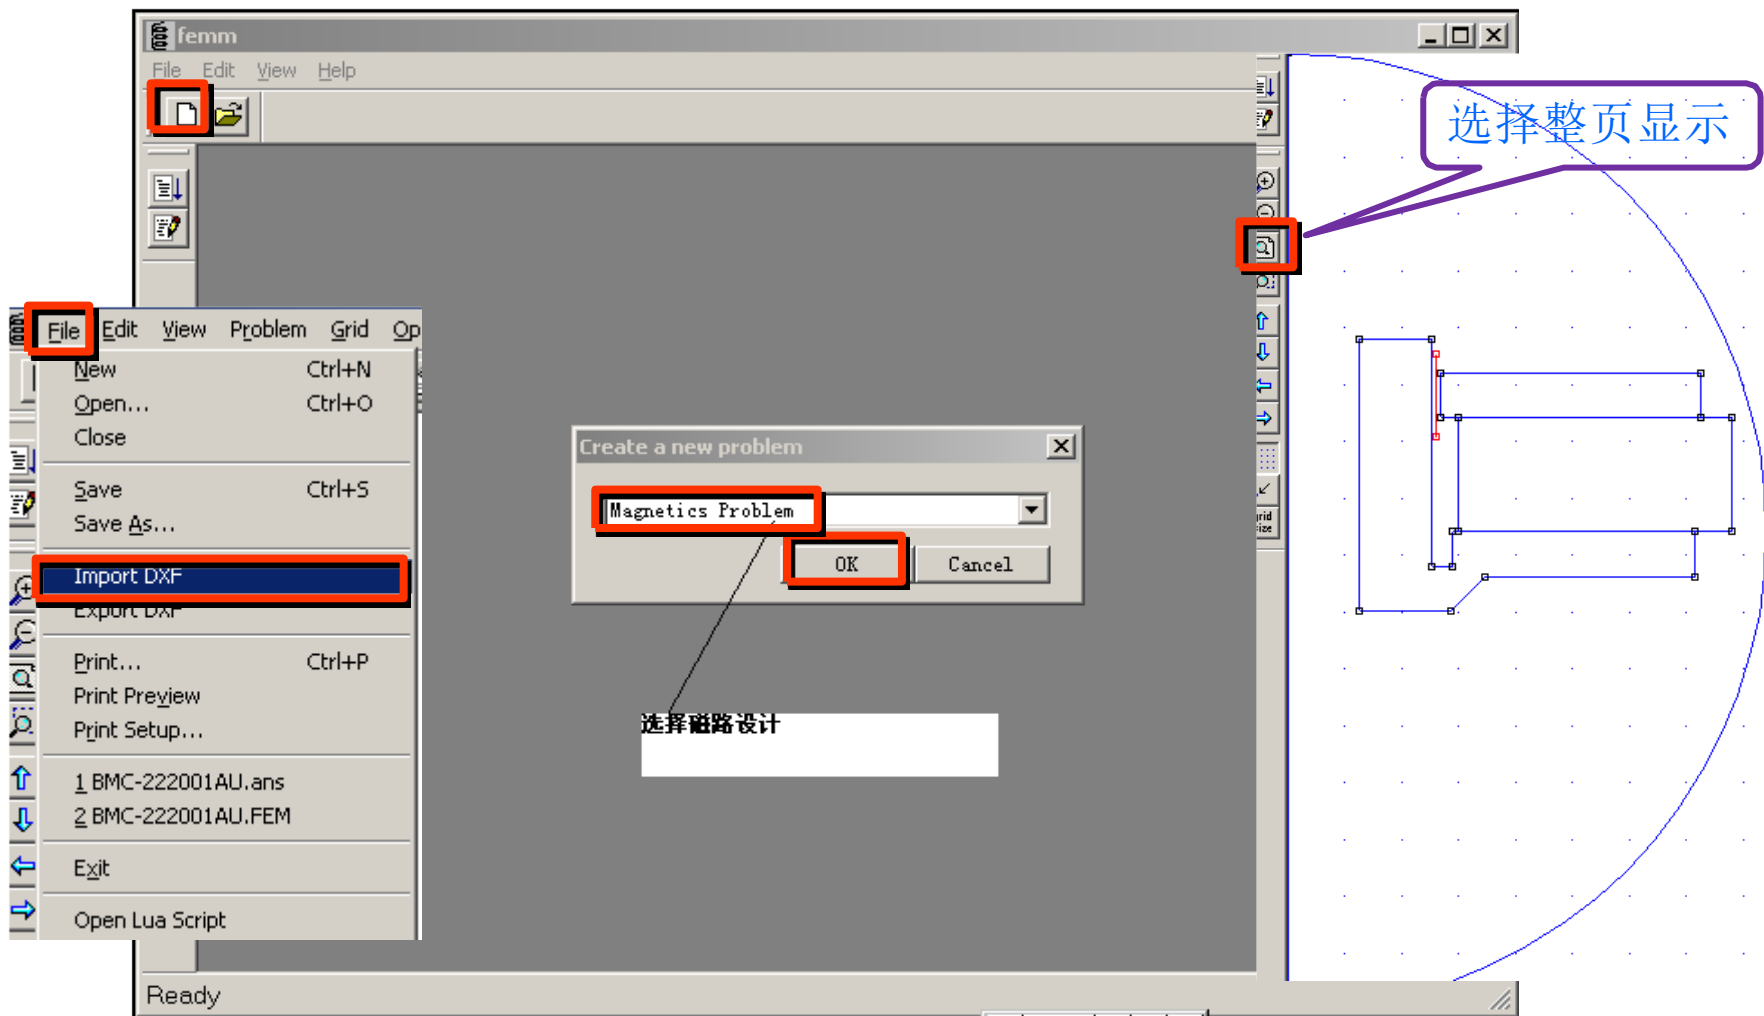 femm
File Edit View Help
选择整页显示
File Edit View Problem Grid Op
New Ctrl+N
Open... Ctrl+O
Close
Save Ctrl+S
Save As...
Import DXF
Export DXF
Print... Ctrl+P
Print Preview
Print Setup...
1 BMC-222001AU.ans
2 BMC-222001AU.FEM
Exit
Open Lua Script
Create a new problem
Magnetics Problem
OK Cancel
选择磁路设计
Ready